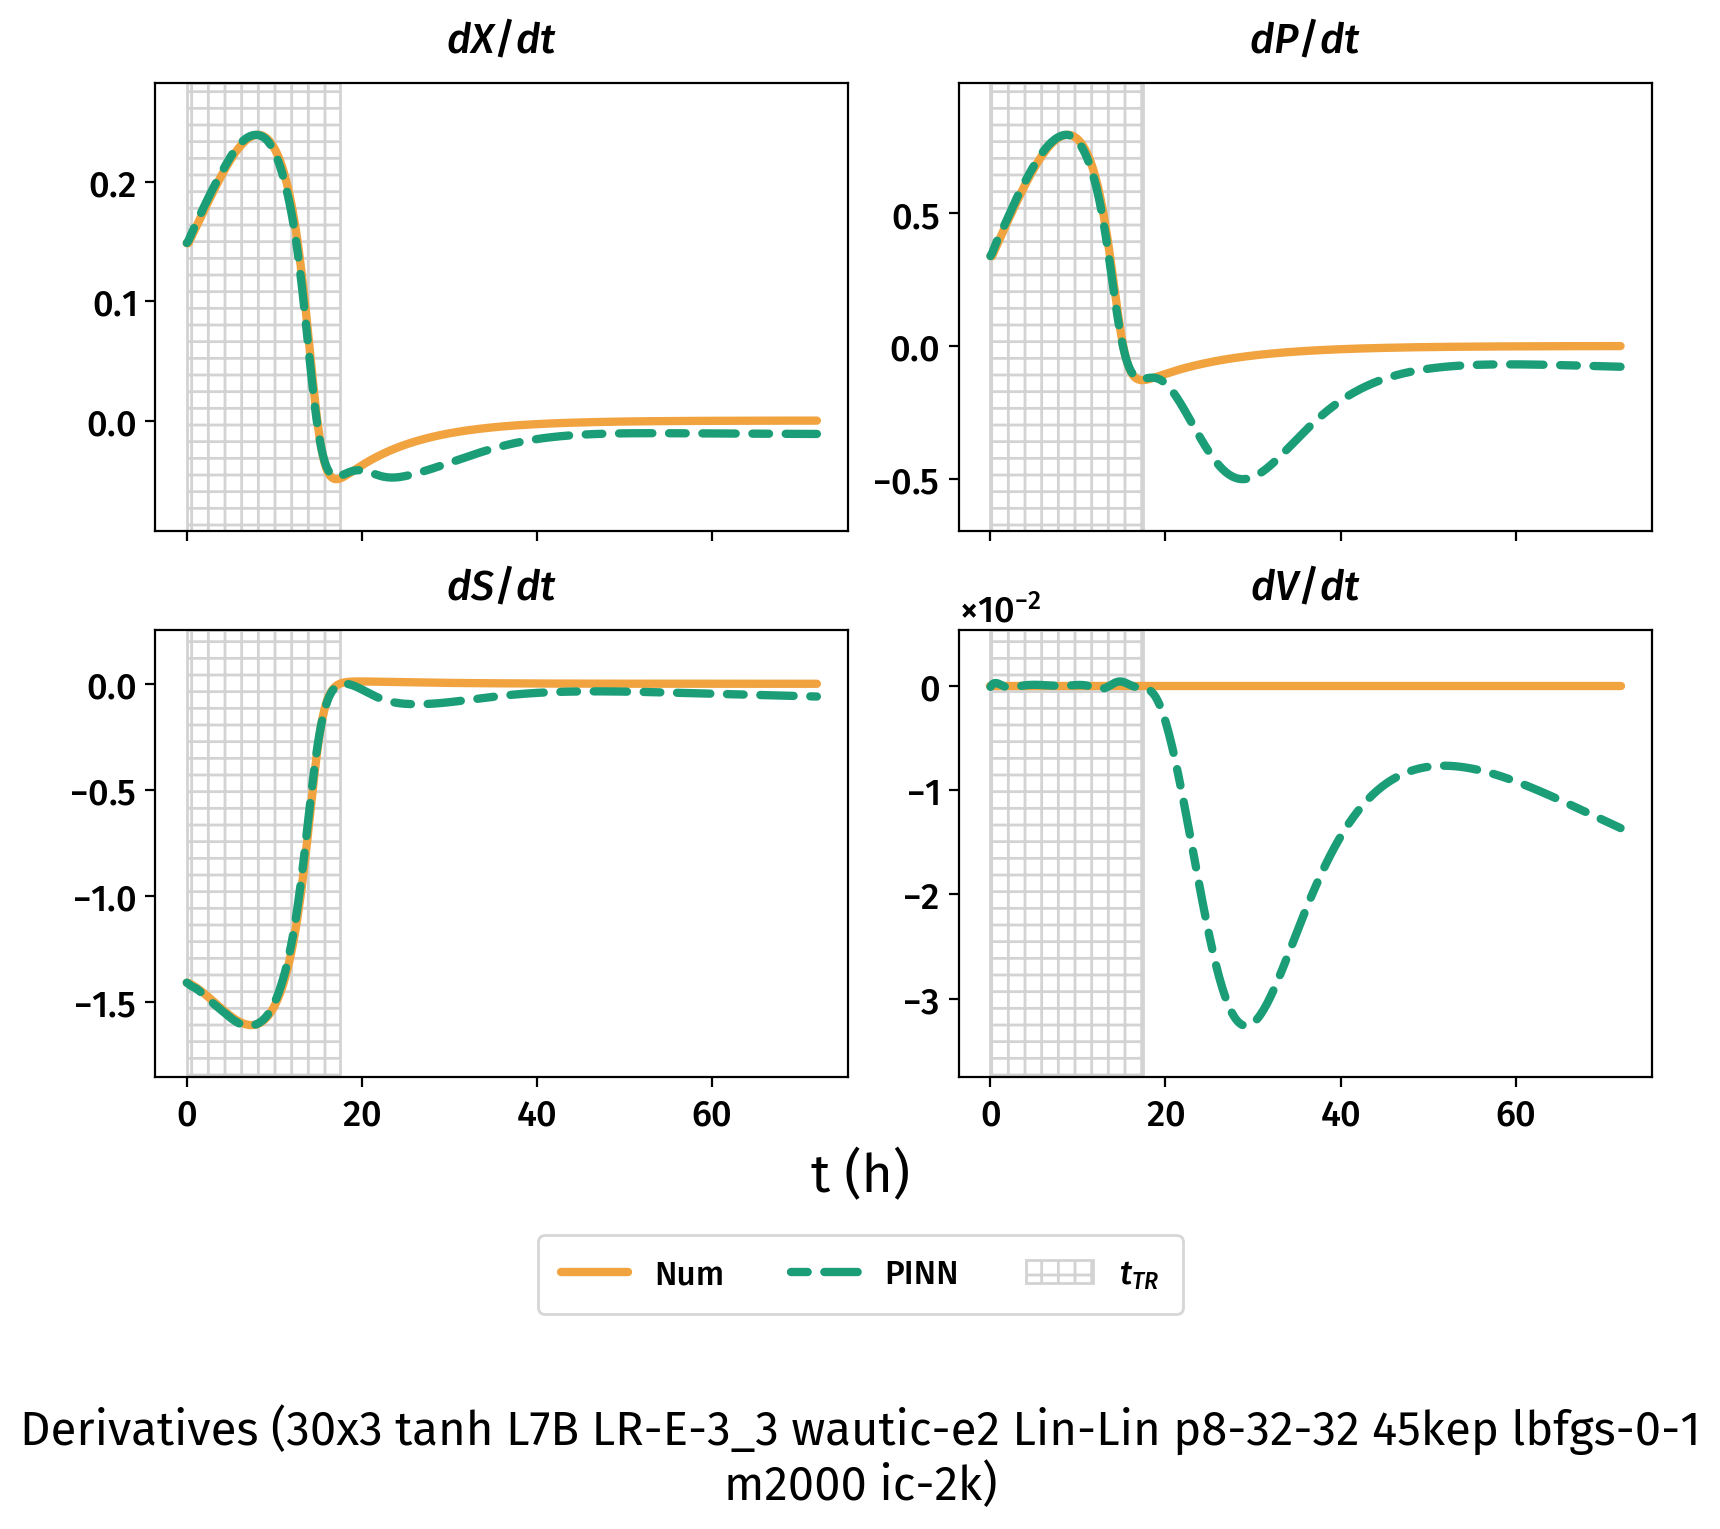 dX/dt
dP/dt
0.2
0.1
0.0
0.5
0.0
−0.5
dS/dt
dV/dt
×10⁻²
0.0
−0.5
−1.0
−1.5
0
−1
−2
−3
0 20 40 60
0 20 40 60
t (h)
Num PINN t_TR
Derivatives (30x3 tanh L7B LR-E-3_3 wautic-e2 Lin-Lin p8-32-32 45kep lbfgs-0-1
m2000 ic-2k)